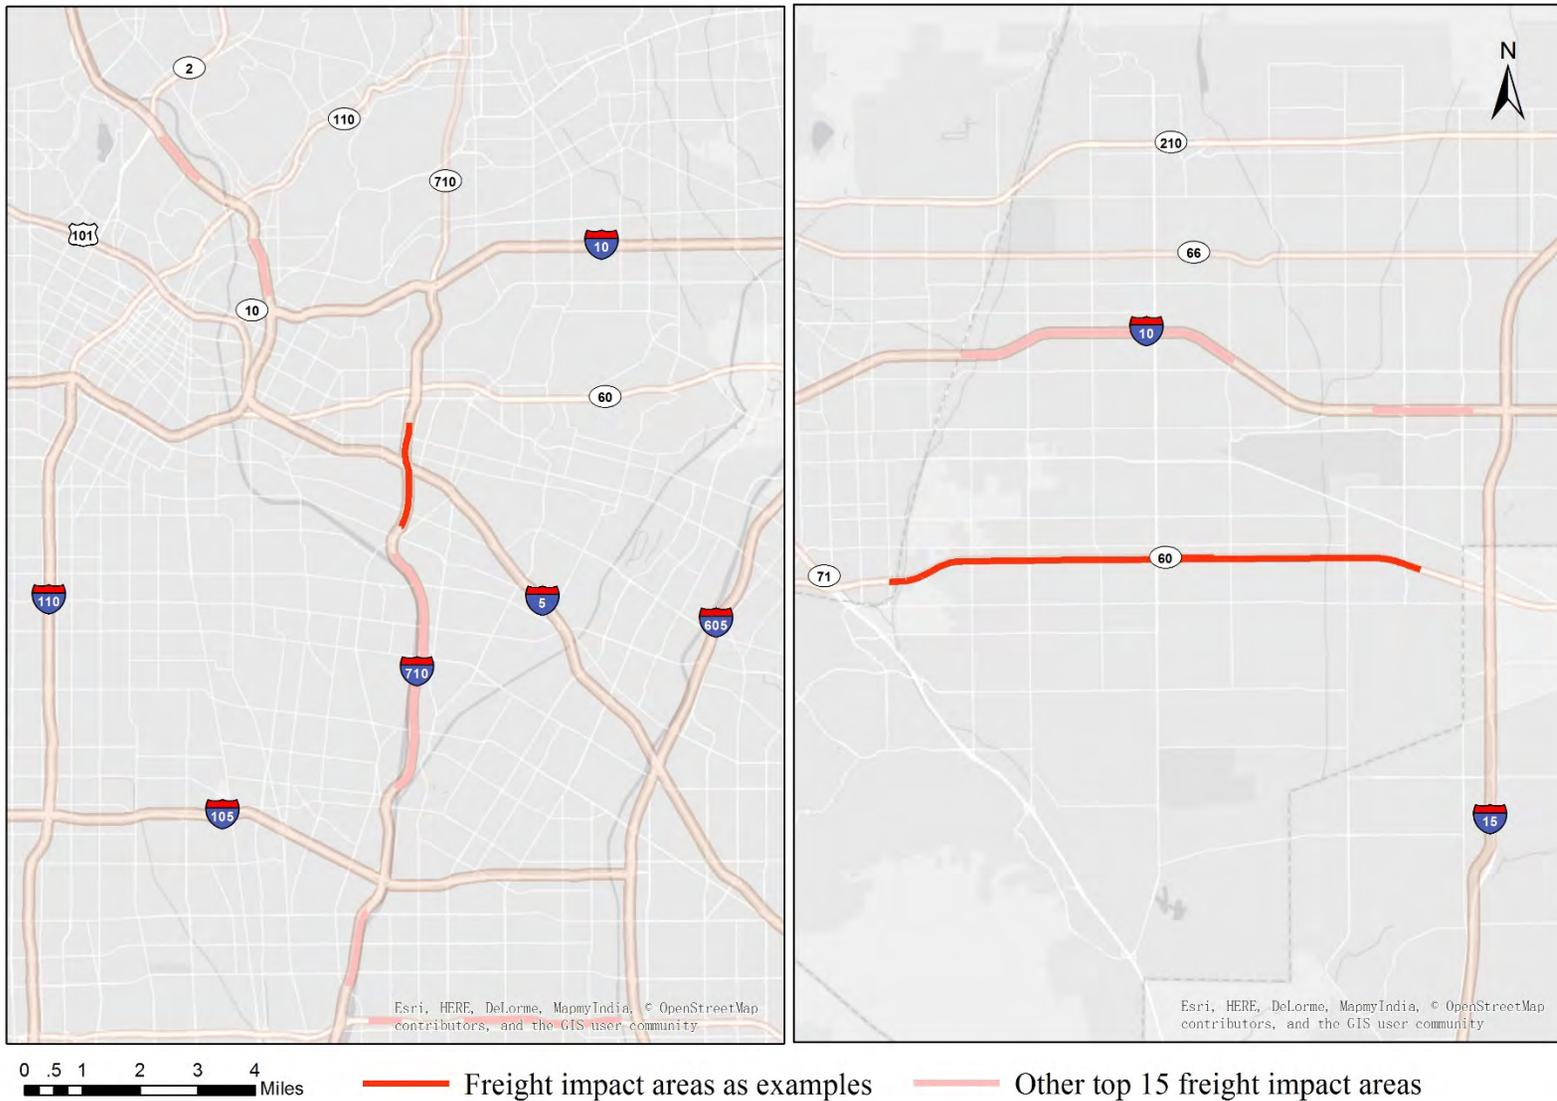 2
110
710
101
10
10
60
110
5
605
710
105
Esri, HERE, DeLorme, MapmyIndia, © OpenStreetMap
contributors, and the GIS user community
N
210
66
10
60
71
15
Esri, HERE, DeLorme, MapmyIndia, © OpenStreetMap
contributors, and the GIS user community
0 .5 1 2 3 4
Miles
Freight impact areas as examples
Other top 15 freight impact areas